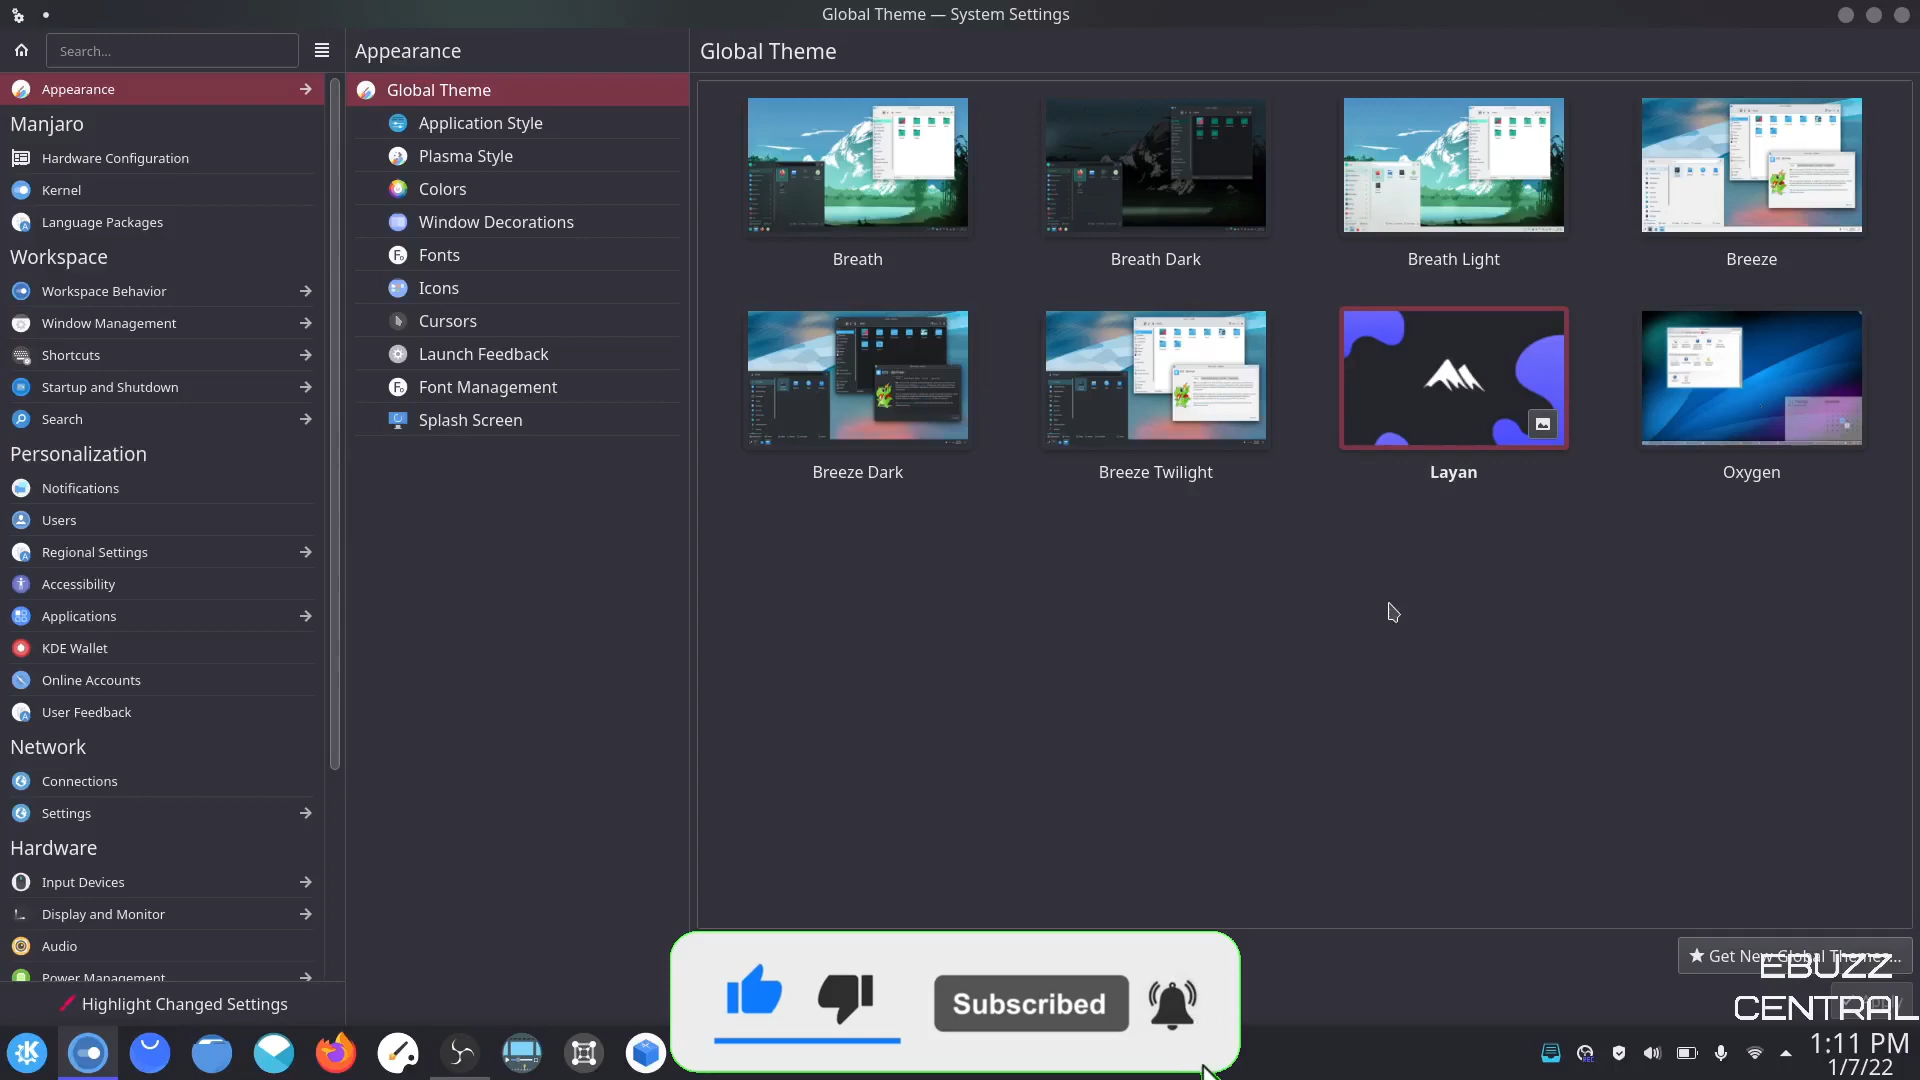 Global Theme — System Settings
Search...
Appearance
Manjaro
Hardware Configuration
Kernel
Language Packages
Workspace
Workspace Behavior
Window Management
Shortcuts
Startup and Shutdown
Search
Personalization
Notifications
Users
Regional Settings
Accessibility
Applications
KDE Wallet
Online Accounts
User Feedback
Network
Connections
Settings
Hardware
Input Devices
Display and Monitor
Audio
Power Management
Highlight Changed Settings
Appearance
Global Theme
Application Style
Plasma Style
Colors
Window Decorations
Fonts
Icons
Cursors
Launch Feedback
Font Management
Splash Screen
Global Theme
Breath
Breath Dark
Breath Light
Breeze
Breeze Dark
Breeze Twilight
Layan
Oxygen
Get New Global Themes...
EBUZZ
CENTRAL
Subscribed
1:11 PM
1/7/22